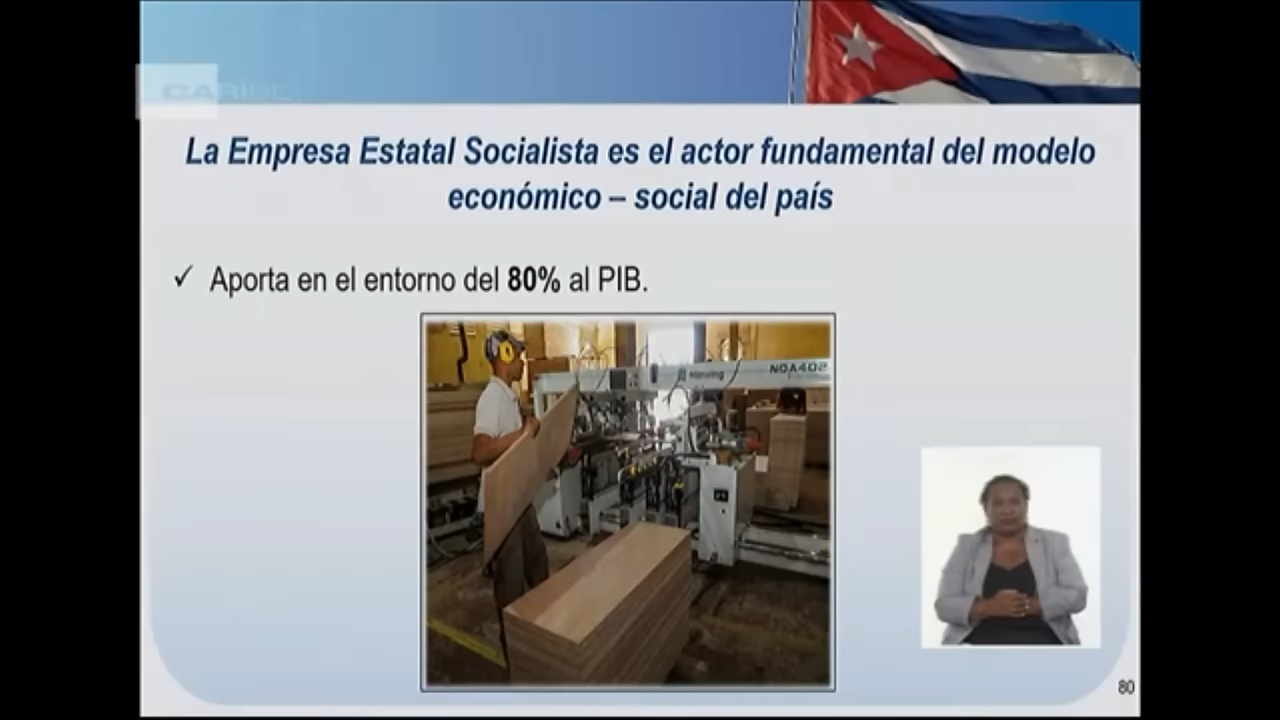 CARIBE
La Empresa Estatal Socialista es el actor fundamental del modelo
económico – social del país
✓ Aporta en el entorno del 80% al PIB.
NOA402
80